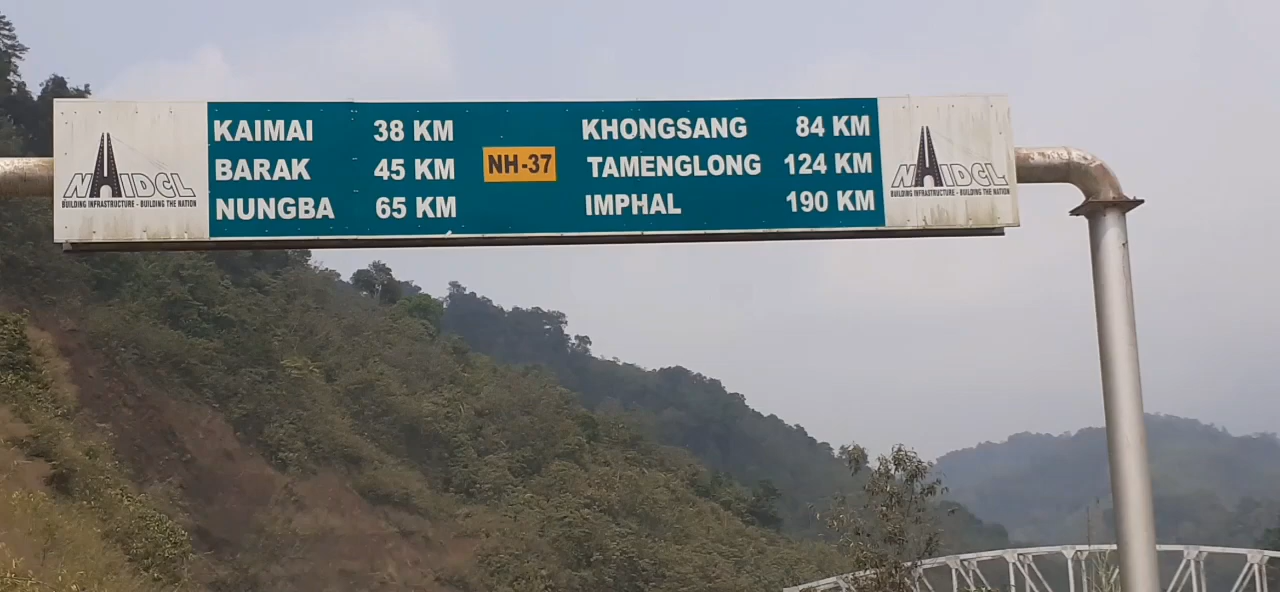 NHIDCL
BUILDING INFRASTRUCTURE - BUILDING THE NATION
KAIMAI 38 KM
BARAK 45 KM
NUNGBA 65 KM
NH-37
KHONGSANG 84 KM
TAMENGLONG 124 KM
IMPHAL 190 KM
NHIDCL
BUILDING INFRASTRUCTURE - BUILDING THE NATION